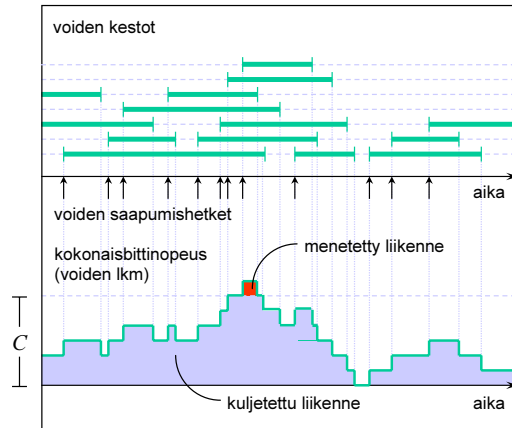 voiden kestot
aika
voiden saapumishetket
kokonaisbittinopeus
(voiden lkm)
menetetty liikenne
C
kuljetettu liikenne
aika